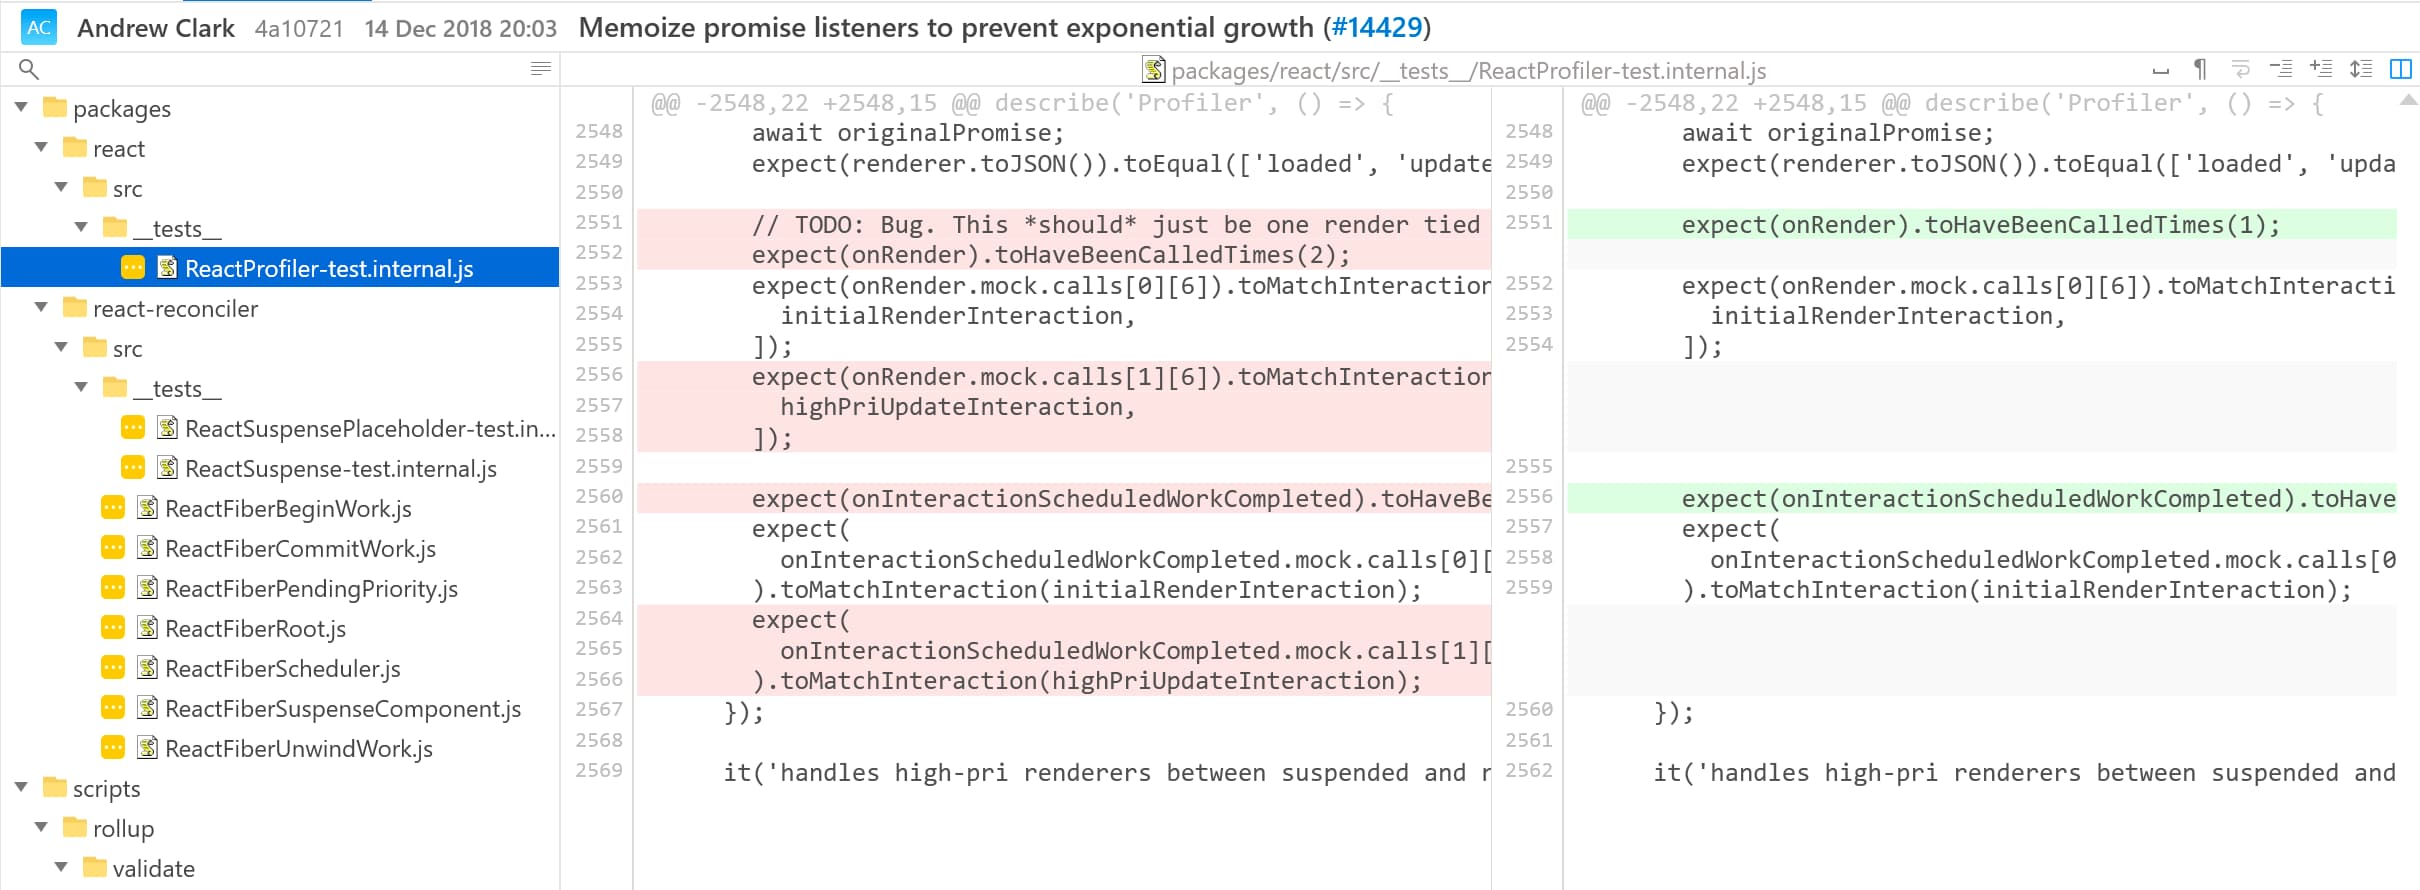 AC Andrew Clark 4a10721 14 Dec 2018 20:03 Memoize promise listeners to prevent exponential growth (#14429)
packages/react/src/__tests__/ReactProfiler-test.internal.js
packages
react
src
__tests__
ReactProfiler-test.internal.js
react-reconciler
src
__tests__
ReactSuspensePlaceholder-test.in...
ReactSuspense-test.internal.js
ReactFiberBeginWork.js
ReactFiberCommitWork.js
ReactFiberPendingPriority.js
ReactFiberRoot.js
ReactFiberScheduler.js
ReactFiberSuspenseComponent.js
ReactFiberUnwindWork.js
scripts
rollup
validate
@@ -2548,22 +2548,15 @@ describe('Profiler', () => {
2548 await originalPromise;
2549 expect(renderer.toJSON()).toEqual(['loaded', 'update
2550
2551 // TODO: Bug. This *should* just be one render tied
2552 expect(onRender).toHaveBeenCalledTimes(2);
2553 expect(onRender.mock.calls[0][6]).toMatchInteraction
2554 initialRenderInteraction,
2555 ]);
2556 expect(onRender.mock.calls[1][6]).toMatchInteraction
2557 highPriUpdateInteraction,
2558 ]);
2559
2560 expect(onInteractionScheduledWorkCompleted).toHaveBe
2561 expect(
2562 onInteractionScheduledWorkCompleted.mock.calls[0][
2563 ).toMatchInteraction(initialRenderInteraction);
2564 expect(
2565 onInteractionScheduledWorkCompleted.mock.calls[1][
2566 ).toMatchInteraction(highPriUpdateInteraction);
2567 });
2568
2569 it('handles high-pri renderers between suspended and r
@@ -2548,22 +2548,15 @@ describe('Profiler', () => {
2548 await originalPromise;
2549 expect(renderer.toJSON()).toEqual(['loaded', 'upda
2550
2551 expect(onRender).toHaveBeenCalledTimes(1);
2552 expect(onRender.mock.calls[0][6]).toMatchInteracti
2553 initialRenderInteraction,
2554 ]);
2555
2556 expect(onInteractionScheduledWorkCompleted).toHave
2557 expect(
2558 onInteractionScheduledWorkCompleted.mock.calls[0
2559 ).toMatchInteraction(initialRenderInteraction);
2560 });
2561
2562 it('handles high-pri renderers between suspended and